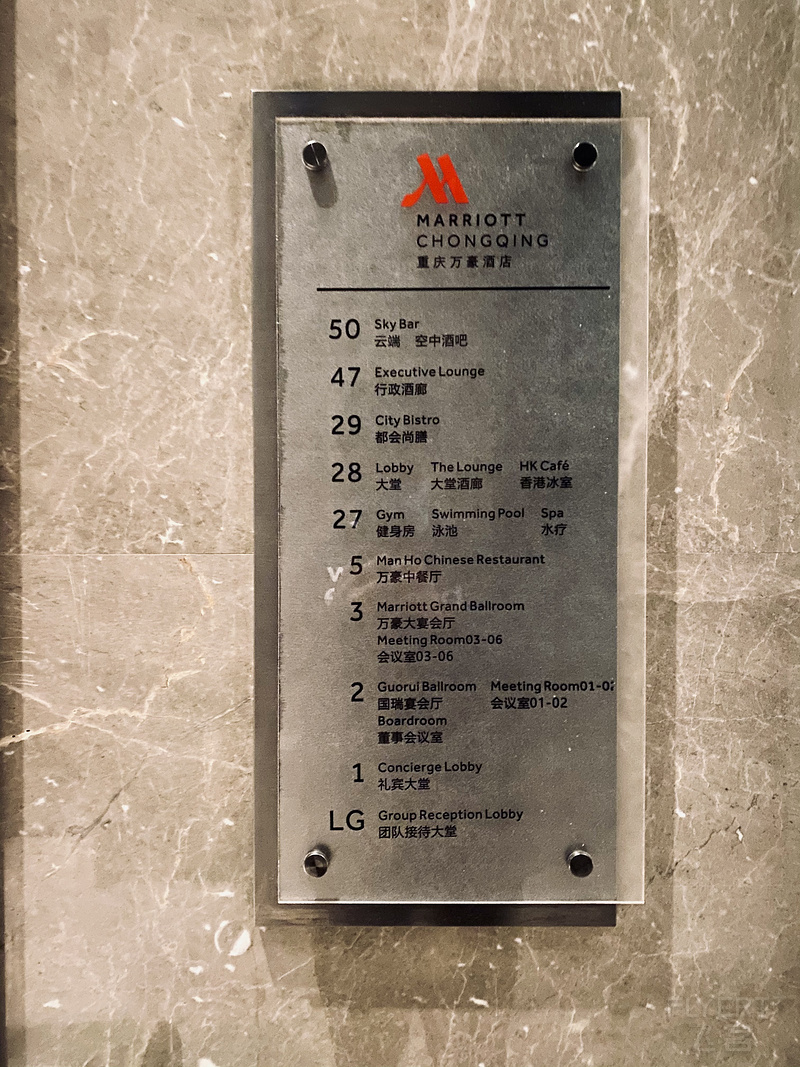 MARRIOTT
CHONGQING
重庆万豪酒店
50 Sky Bar
云端 空中酒吧
47 Executive Lounge
行政酒廊
29 City Bistro
都会尚膳
28 Lobby The Lounge HK Café
大堂 大堂酒廊 香港冰室
27 Gym Swimming Pool Spa
健身房 泳池 水疗
5 Man Ho Chinese Restaurant
万豪中餐厅
3 Marriott Grand Ballroom
万豪大宴会厅
Meeting Room03-06
会议室03-06
2 Guorui Ballroom Meeting Room01-02
国瑞宴会厅 会议室01-02
Boardroom
董事会议室
1 Concierge Lobby
礼宾大堂
LG Group Reception Lobby
团队接待大堂